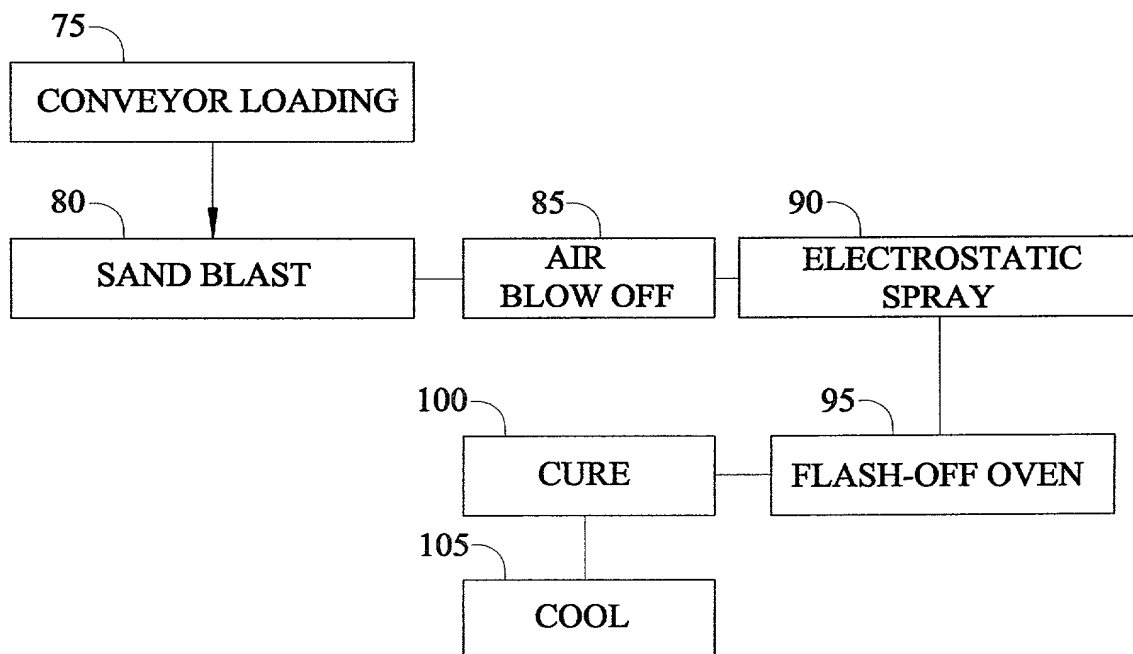 75
CONVEYOR LOADING
80
SAND BLAST
85
AIR
BLOW OFF
90
ELECTROSTATIC
SPRAY
95
FLASH-OFF OVEN
100
CURE
105
COOL